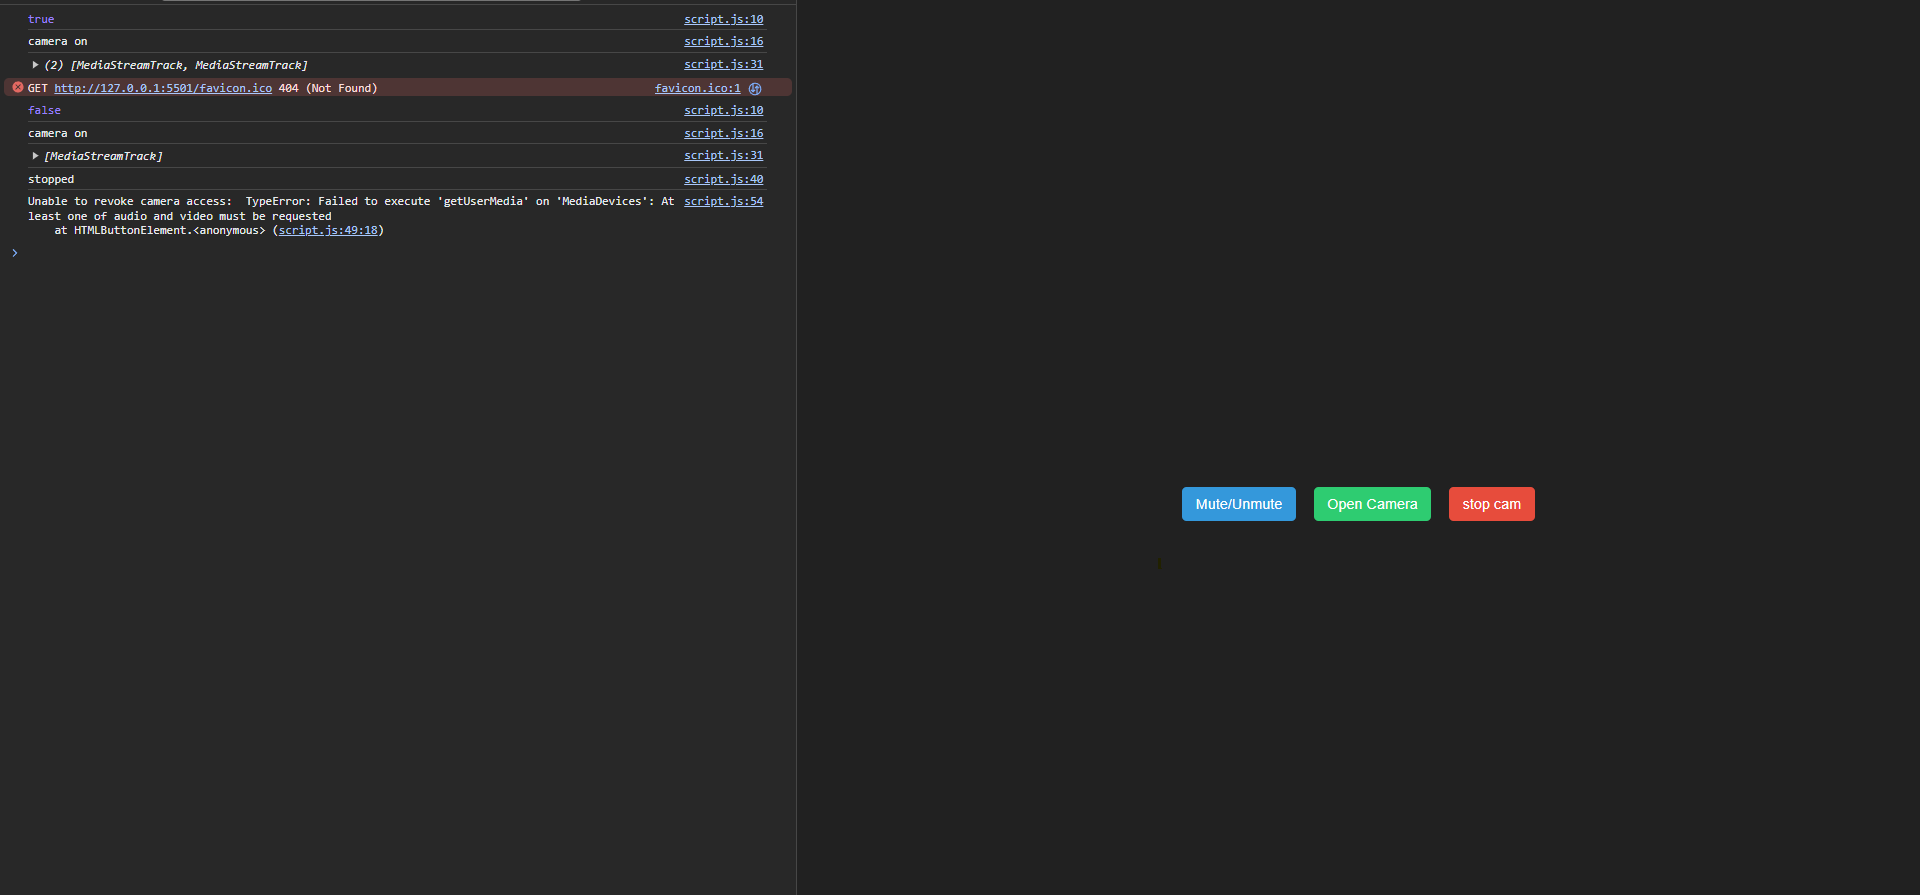 true script.js:10
camera on script.js:16
(2) [MediaStreamTrack, MediaStreamTrack] script.js:31
GET http://127.0.0.1:5501/favicon.ico 404 (Not Found) favicon.ico:1
false script.js:10
camera on script.js:16
[MediaStreamTrack] script.js:31
stopped script.js:40
Unable to revoke camera access:  TypeError: Failed to execute 'getUserMedia' on 'MediaDevices': At script.js:54
least one of audio and video must be requested
at HTMLButtonElement.<anonymous> (script.js:49:18)
Mute/Unmute Open Camera stop cam